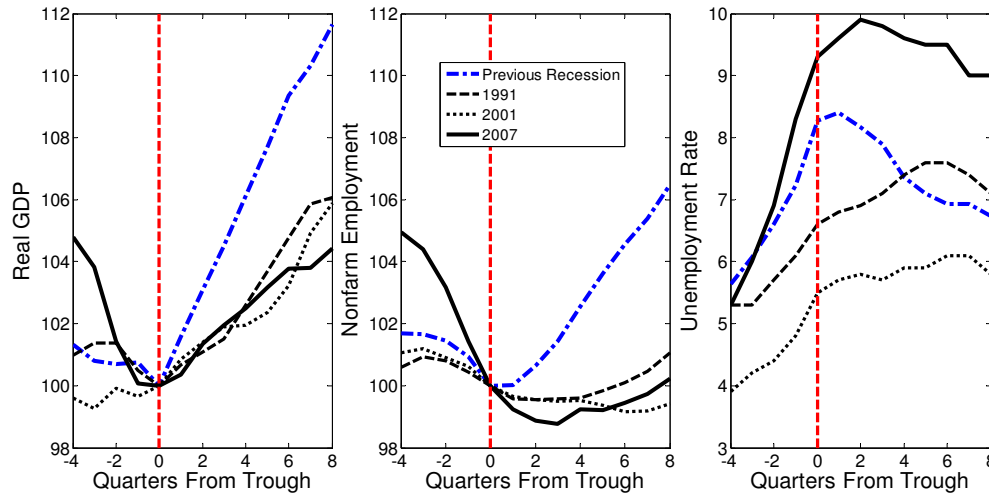 Real GDP
112
110
108
106
104
102
100
98
-4 -2 0 2 4 6 8
Quarters From Trough
Nonfarm Employment
112
110
108
106
104
102
100
98
-4 -2 0 2 4 6 8
Quarters From Trough
Previous Recession
1991
2001
2007
Unemployment Rate
10
9
8
7
6
5
4
3
-4 -2 0 2 4 6 8
Quarters From Trough